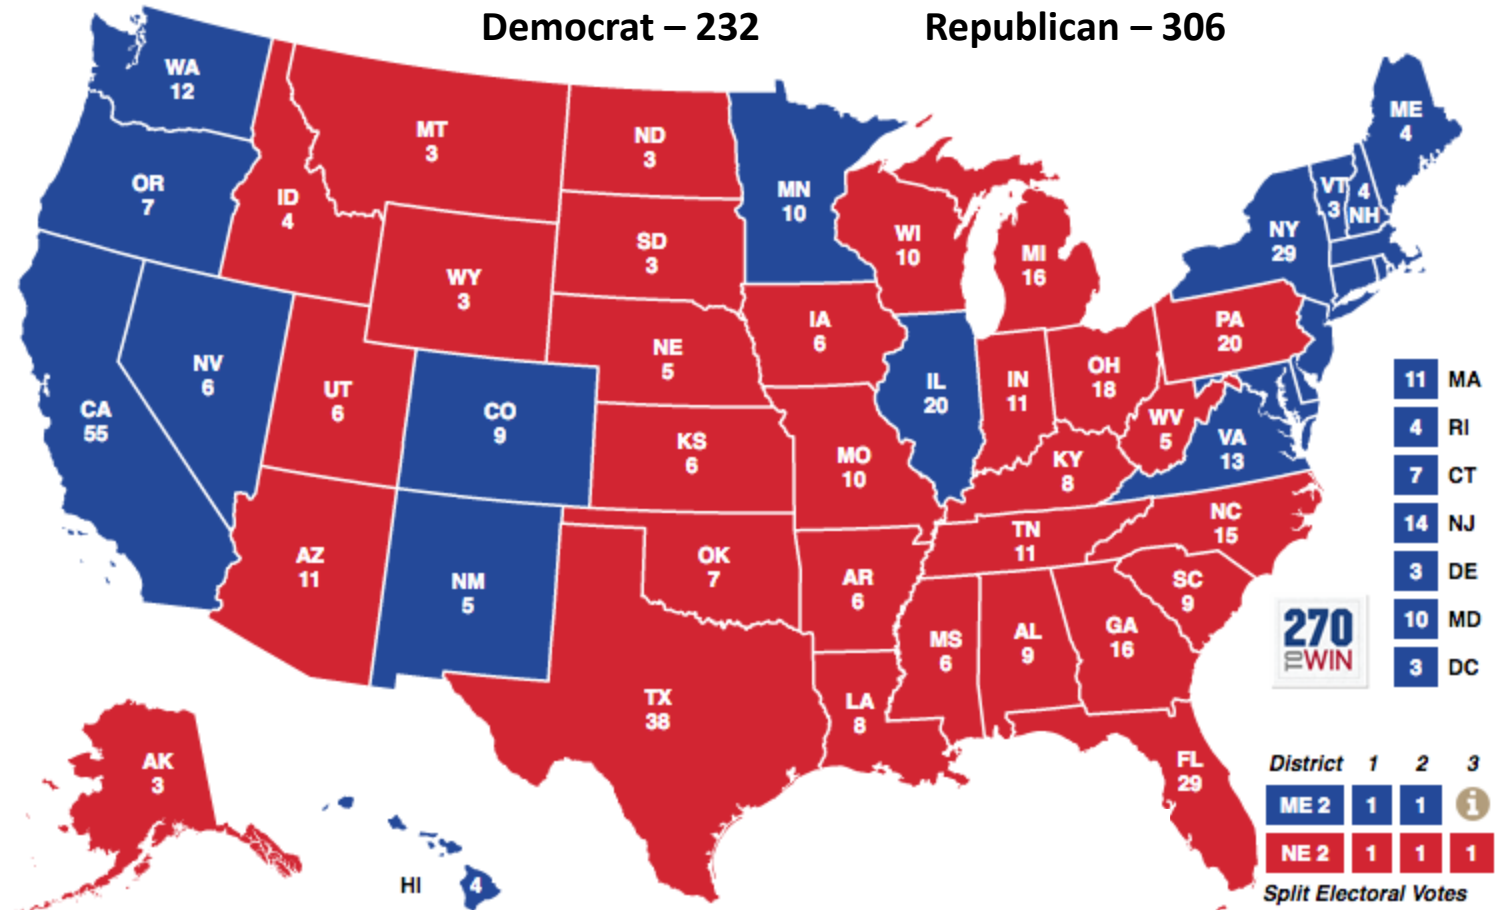 Democrat – 232
Republican – 306
WA
12
OR
7
CA
55
NV
6
ID
4
MT
3
WY
3
UT
6
CO
9
AZ
11
NM
5
ND
3
SD
3
NE
5
KS
6
OK
7
TX
38
MN
10
IA
6
MO
10
AR
6
LA
8
WI
10
IL
20
MI
16
IN
11
OH
18
KY
8
TN
11
MS
6
AL
9
GA
16
FL
29
SC
9
NC
15
VA
13
WV
5
PA
20
NY
29
VT
3
4
NH
ME
4
AK
3
HI
4
11 MA
4 RI
7 CT
14 NJ
3 DE
10 MD
3 DC
270
TO WIN
District 1 2 3
ME 2 1 1 i
NE 2 1 1 1
Split Electoral Votes